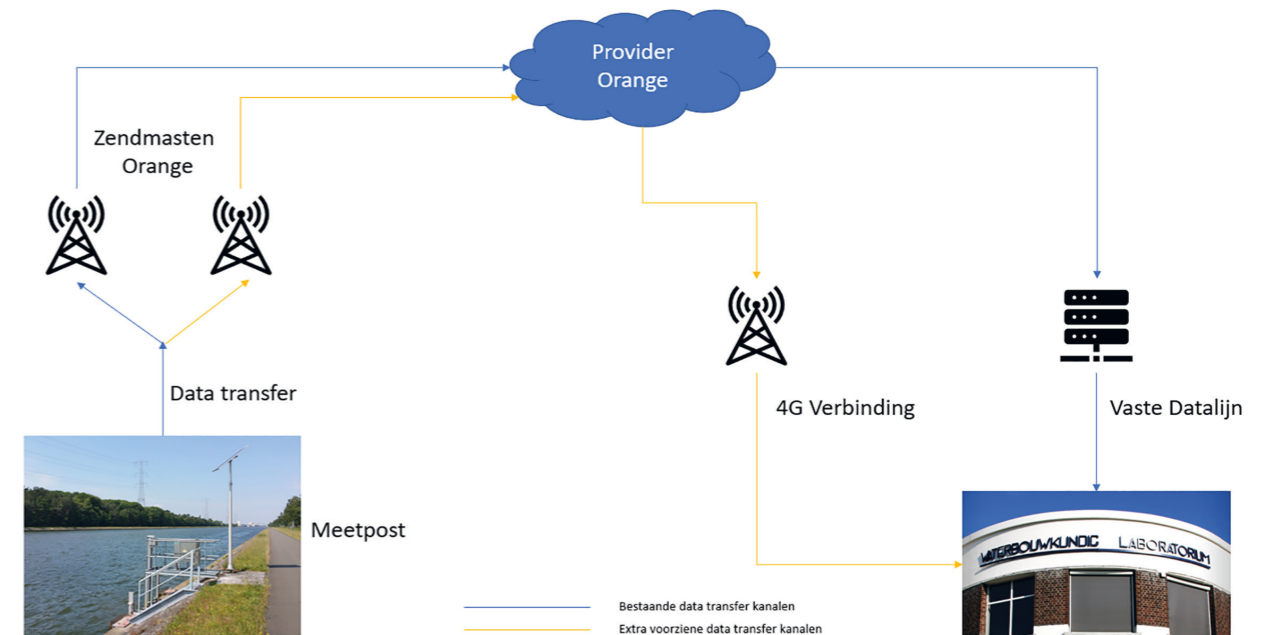 Provider
Orange
Zendmasten
Orange
Data transfer
4G Verbinding
Vaste Datalijn
Meetpost
WATERBOUWKUNDIG LABORATORIUM
Bestaande data transfer kanalen
Extra voorziene data transfer kanalen